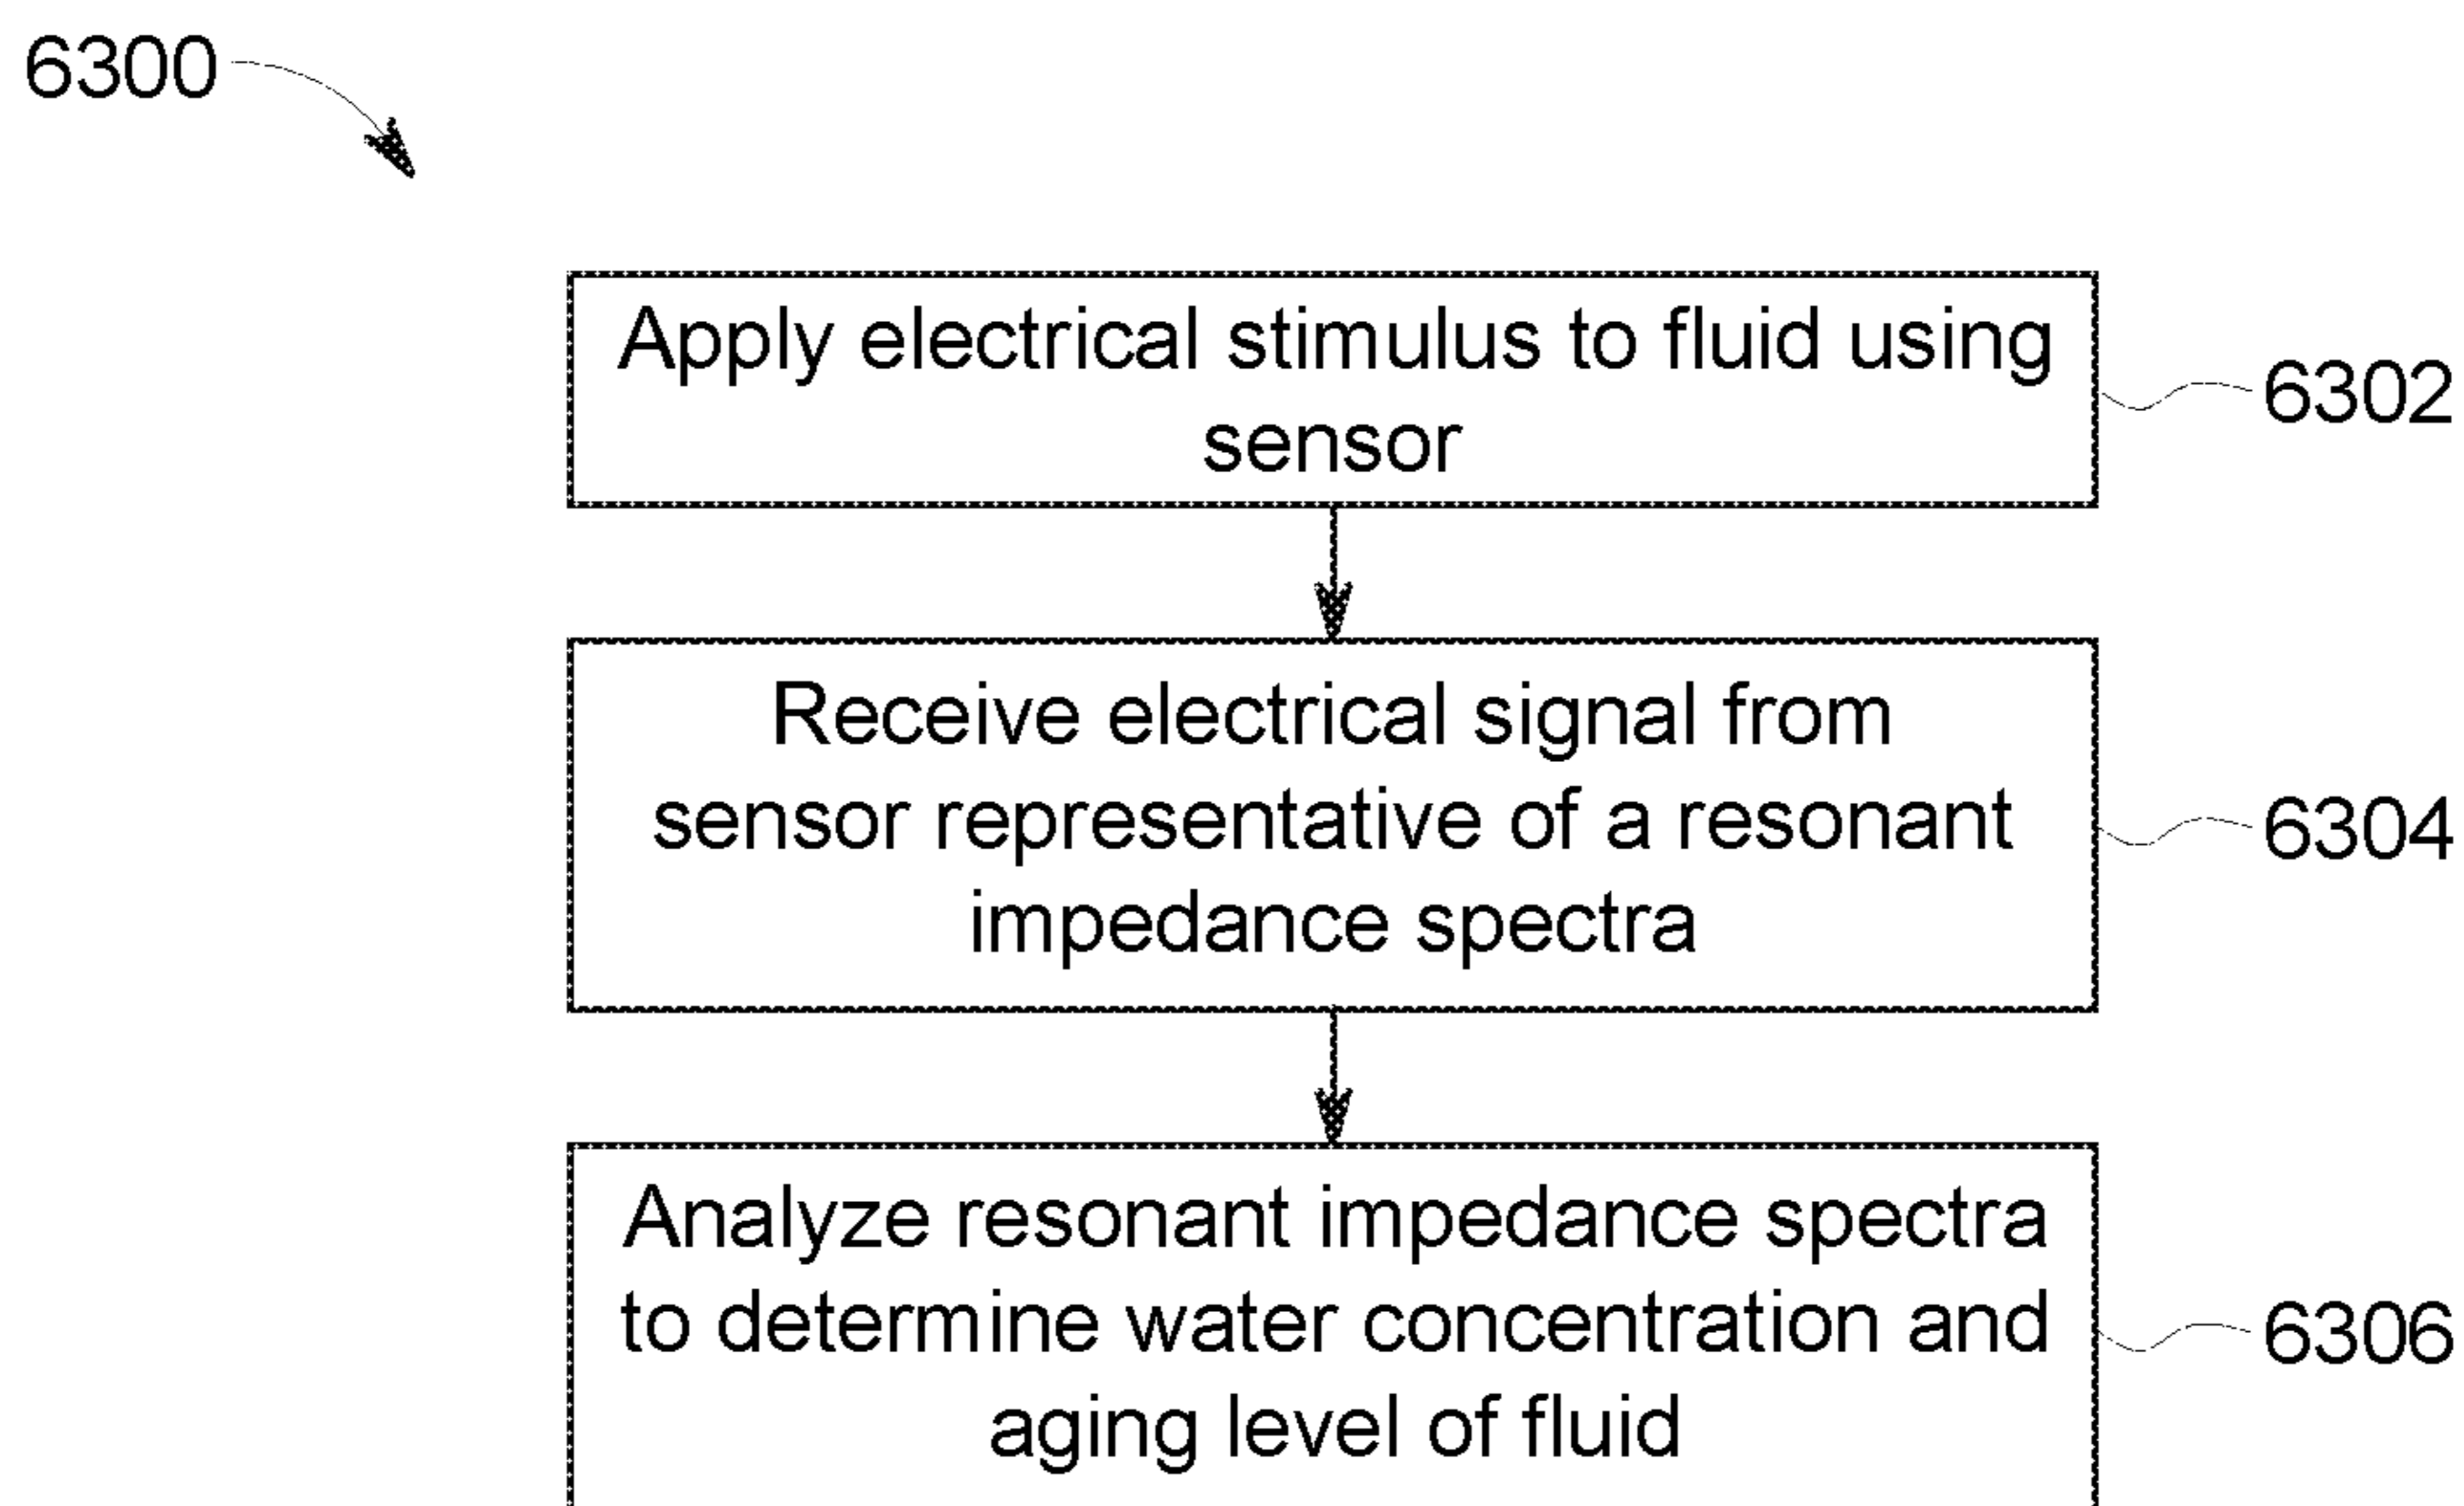 6300
Apply electrical stimulus to fluid using
sensor
6302
Receive electrical signal from
sensor representative of a resonant
impedance spectra
6304
Analyze resonant impedance spectra
to determine water concentration and
aging level of fluid
6306